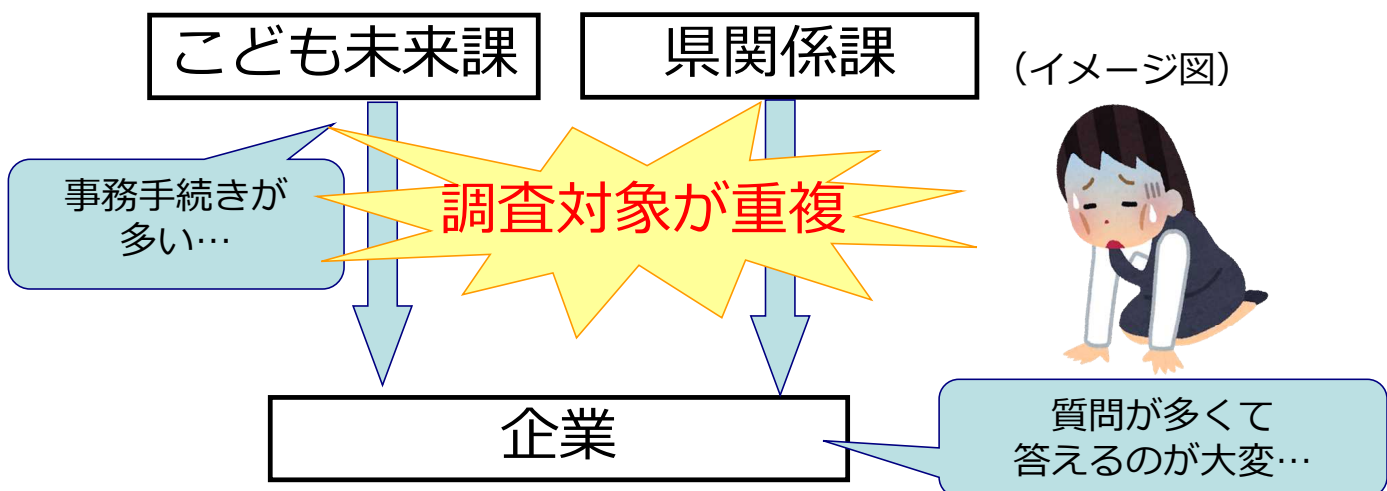 こども未来課
県関係課
（イメージ図）
事務手続きが
多い…
調査対象が重複
企業
質問が多くて
答えるのが大変…